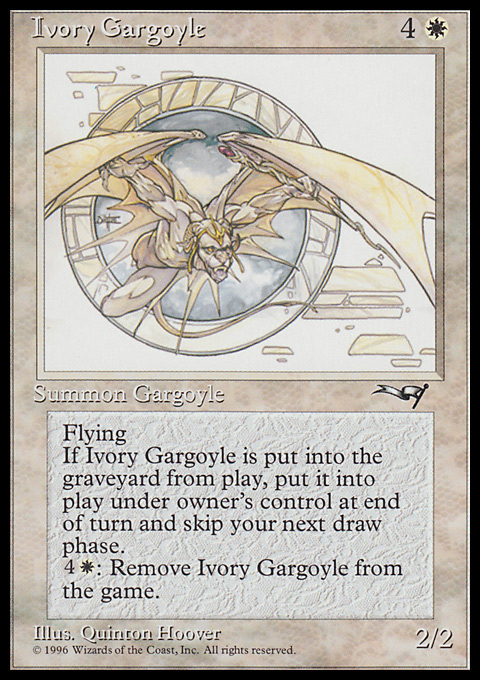 Ivory Gargoyle 4
Summon Gargoyle
Flying
If Ivory Gargoyle is put into the
graveyard from play, put it into
play under owner's control at end
of turn and skip your next draw
phase.
4 : Remove Ivory Gargoyle from
the game.
Illus. Quinton Hoover
2/2
© 1996 Wizards of the Coast, Inc. All rights reserved.